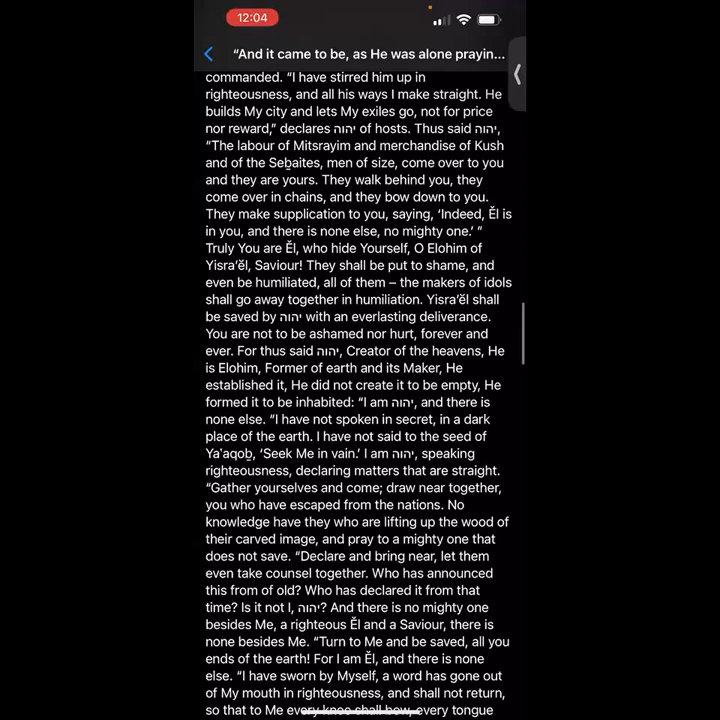 12:04
“And it came to be, as He was alone prayin...
commanded. “I have stirred him up in
righteousness, and all his ways I make straight. He
builds My city and lets My exiles go, not for price
nor reward,” declares יהוה of hosts. Thus said יהוה,
“The labour of Mitsrayim and merchandise of Kush
and of the Seḇaites, men of size, come over to you
and they are yours. They walk behind you, they
come over in chains, and they bow down to you.
They make supplication to you, saying, ‘Indeed, Ěl is
in you, and there is none else, no mighty one.’ ”
Truly You are Ěl, who hide Yourself, O Elohim of
Yisra’ĕl, Saviour! They shall be put to shame, and
even be humiliated, all of them – the makers of idols
shall go away together in humiliation. Yisra’ĕl shall
be saved by יהוה with an everlasting deliverance.
You are not to be ashamed nor hurt, forever and
ever. For thus said יהוה, Creator of the heavens, He
is Elohim, Former of earth and its Maker, He
established it, He did not create it to be empty, He
formed it to be inhabited: “I am יהוה, and there is
none else. “I have not spoken in secret, in a dark
place of the earth. I have not said to the seed of
Ya‛aqoḇ, ‘Seek Me in vain.’ I am יהוה, speaking
righteousness, declaring matters that are straight.
“Gather yourselves and come; draw near together,
you who have escaped from the nations. No
knowledge have they who are lifting up the wood of
their carved image, and pray to a mighty one that
does not save. “Declare and bring near, let them
even take counsel together. Who has announced
this from of old? Who has declared it from that
time? Is it not I, יהוה? And there is no mighty one
besides Me, a righteous Ěl and a Saviour, there is
none besides Me. “Turn to Me and be saved, all you
ends of the earth! For I am Ěl, and there is none
else. “I have sworn by Myself, a word has gone out
of My mouth in righteousness, and shall not return,
so that to Me every knee shall bow, every tongue